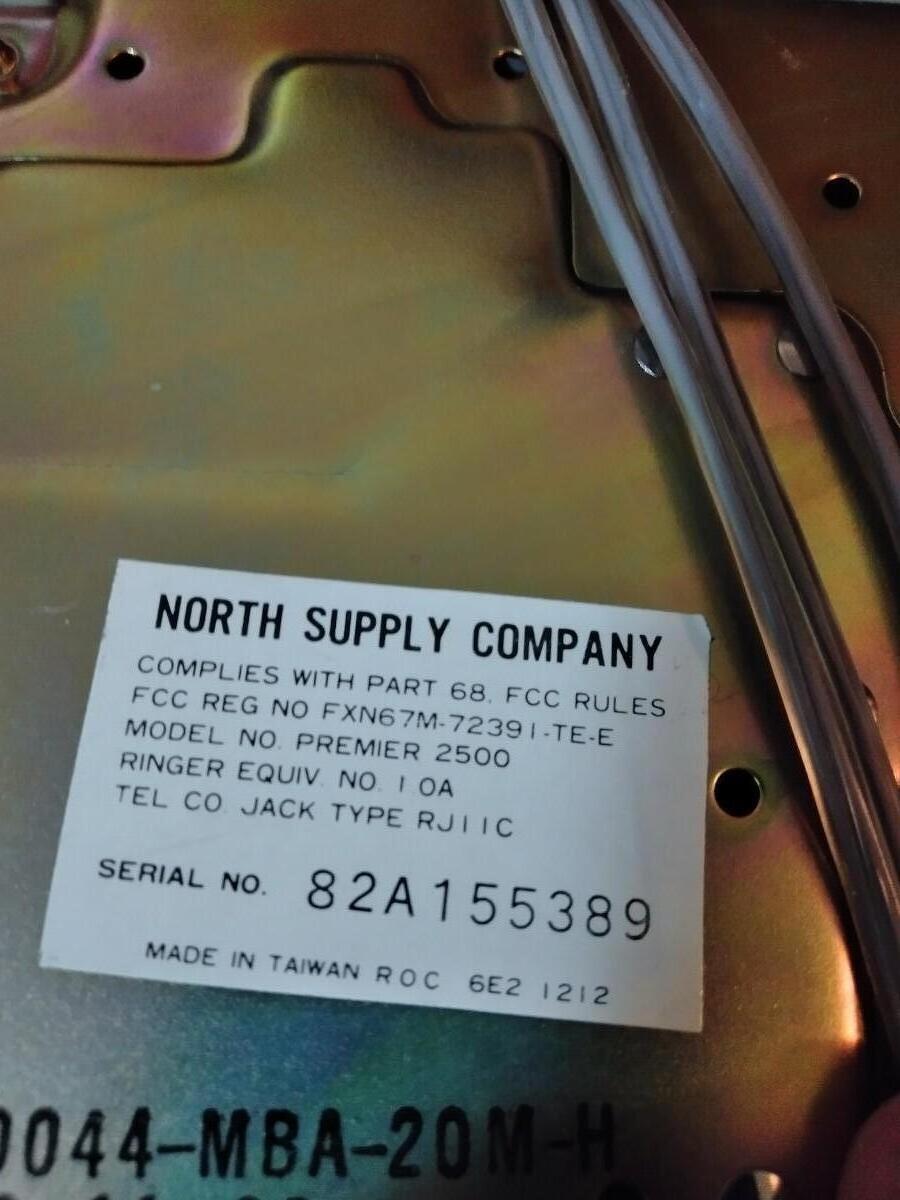 NORTH SUPPLY COMPANY
COMPLIES WITH PART 68, FCC RULES
FCC REG NO FXN67M-72391-TE-E
MODEL NO. PREMIER 2500
RINGER EQUIV. NO. 1.0A
TEL CO. JACK TYPE RJ11C
SERIAL NO. 82A155389
MADE IN TAIWAN R O C 6E2 1212
0044-MBA-20M-H